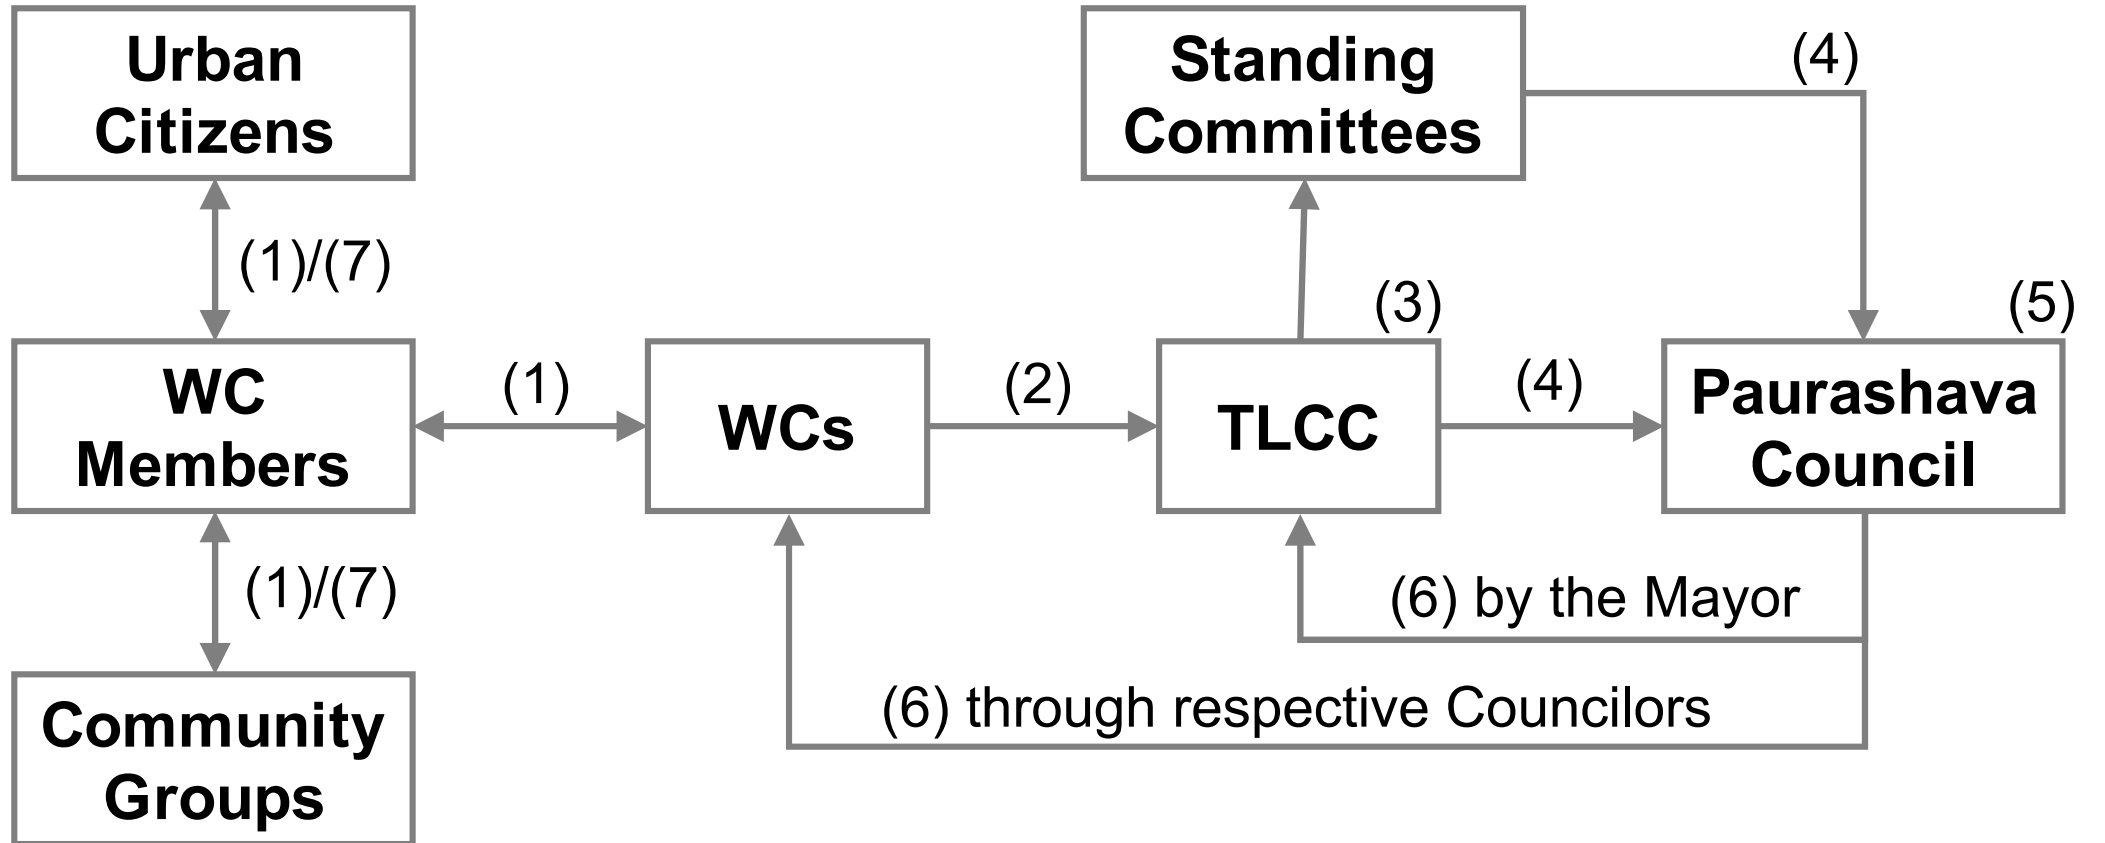 Urban
Citizens
Standing
Committees
(4)
(1)/(7)
(3)
(5)
WC
Members
(1)
WCs
(2)
TLCC
(4)
Paurashava
Council
(1)/(7)
(6) by the Mayor
(6) through respective Councilors
Community
Groups